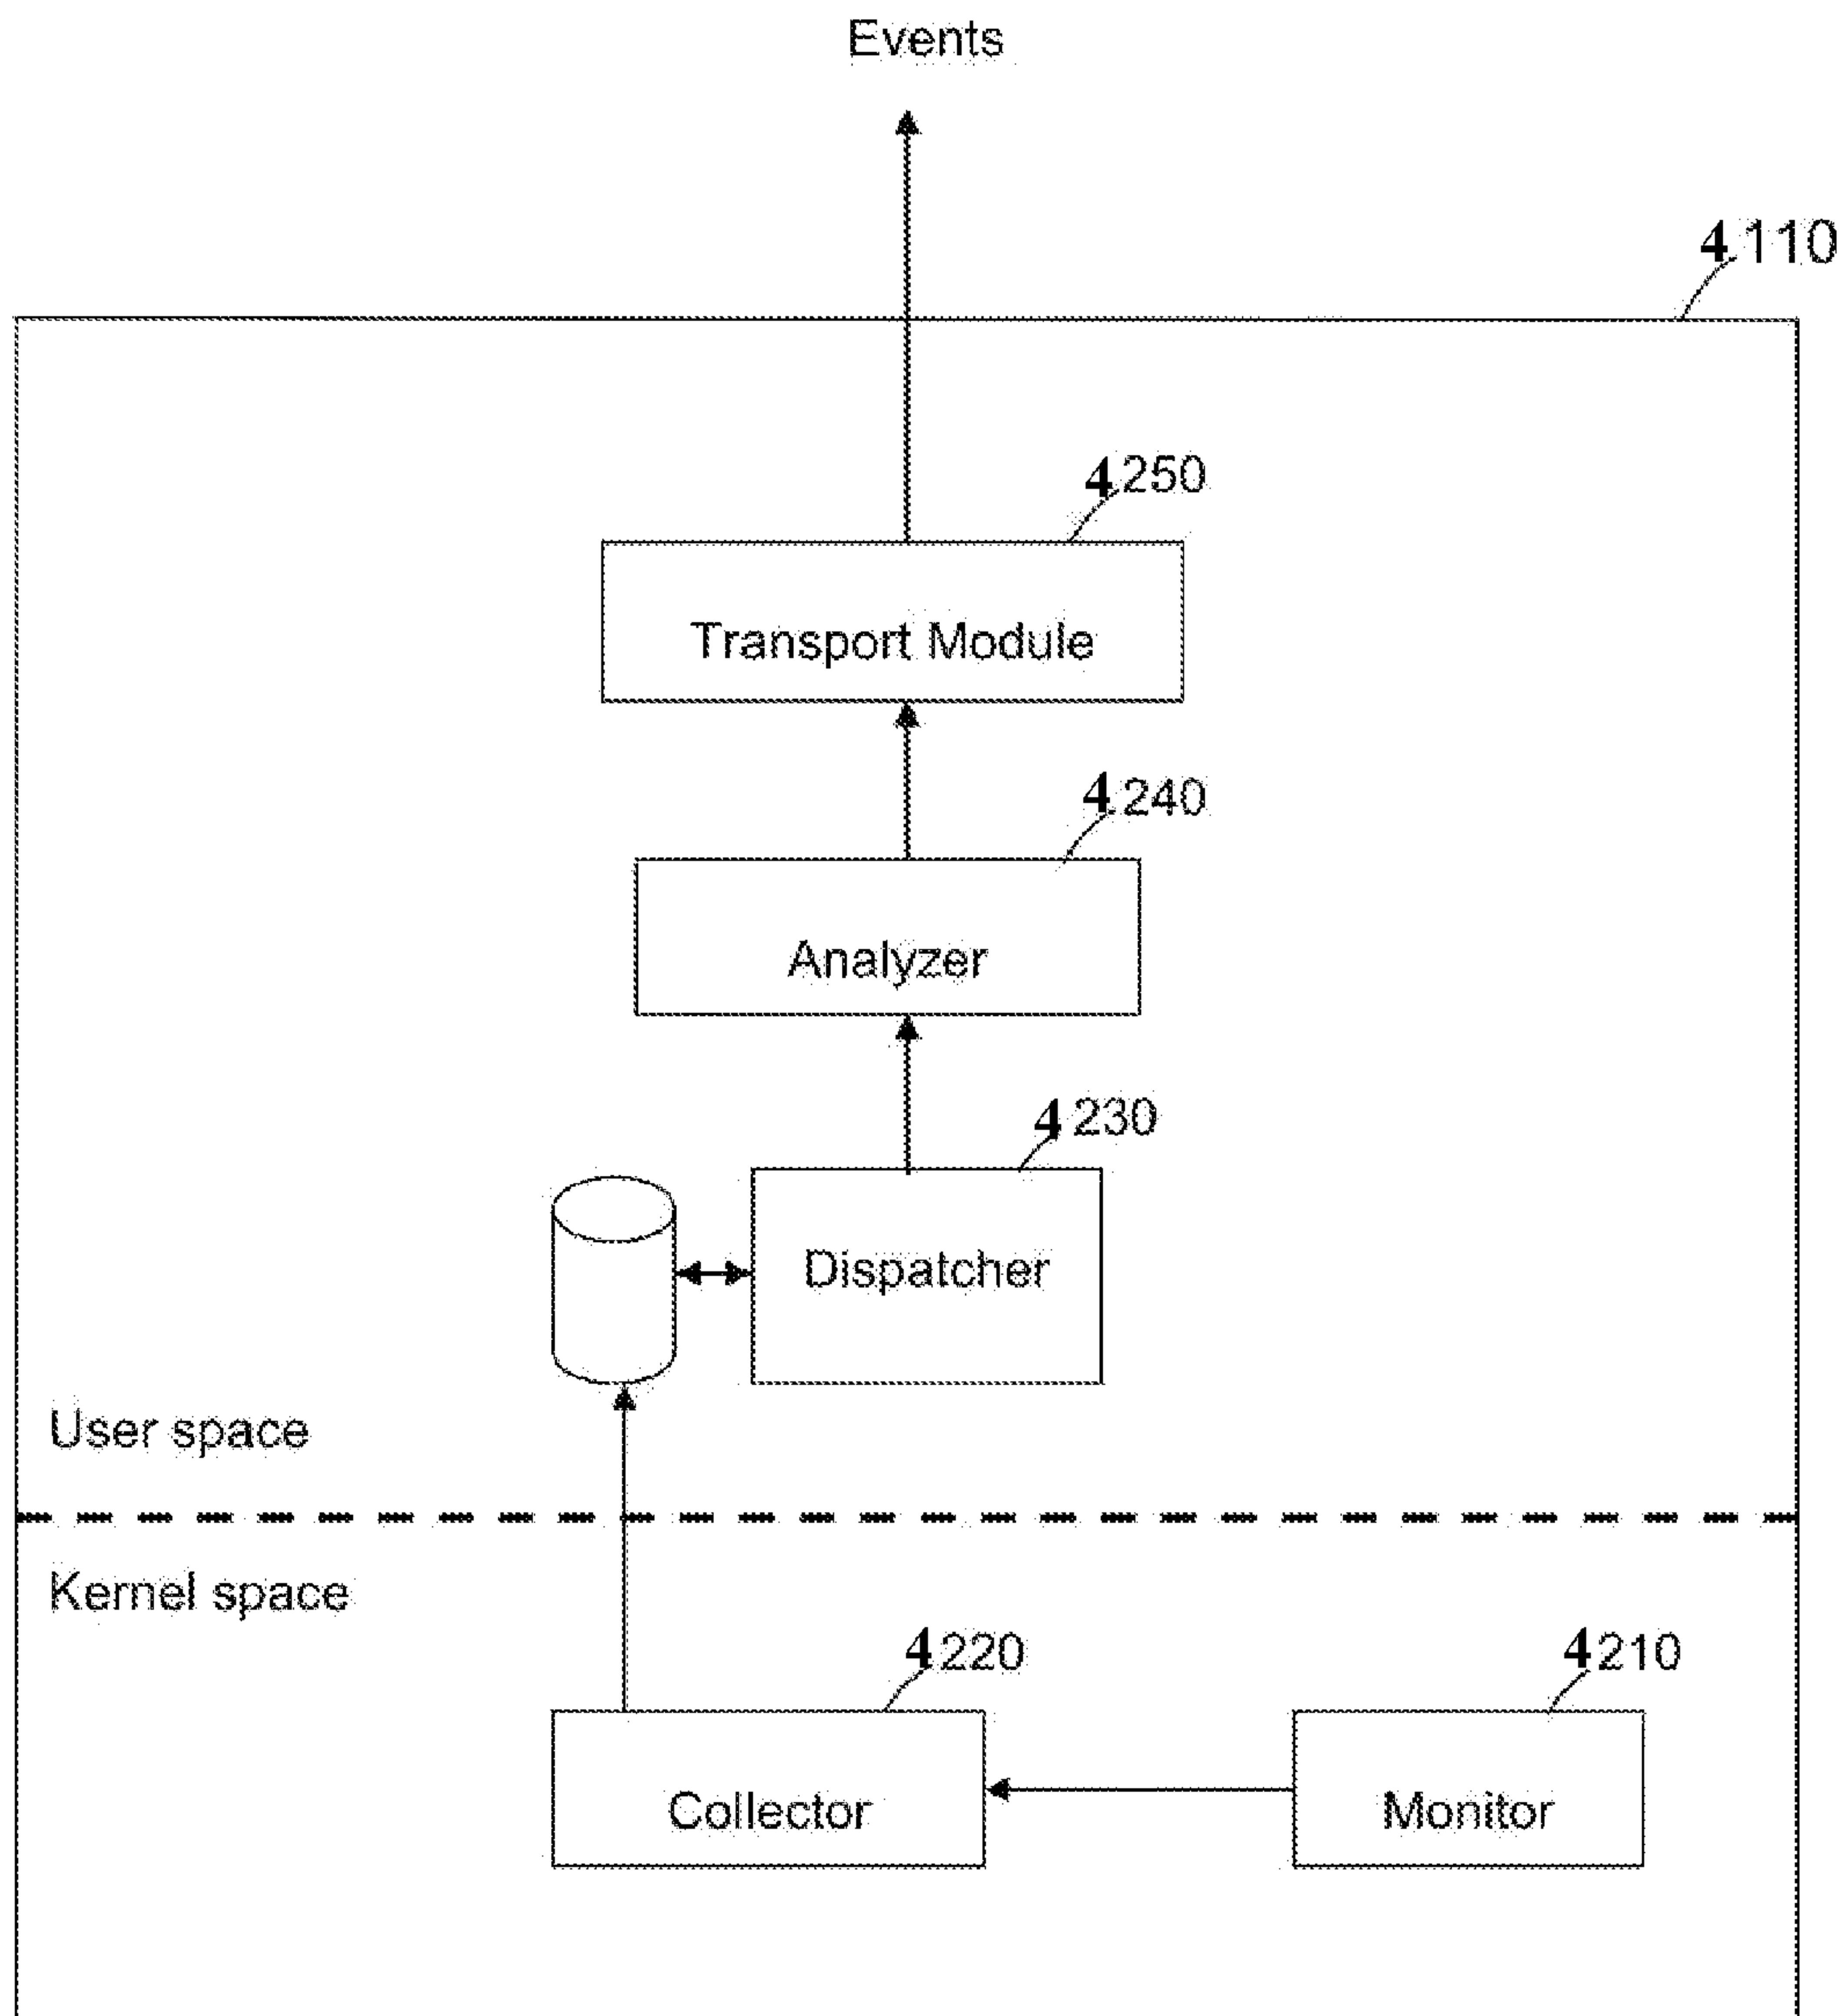 Events
4110
4250
Transport Module
4240
Analyzer
4230
Dispatcher
User space
Kernel space
4220
4210
Collector
Monitor